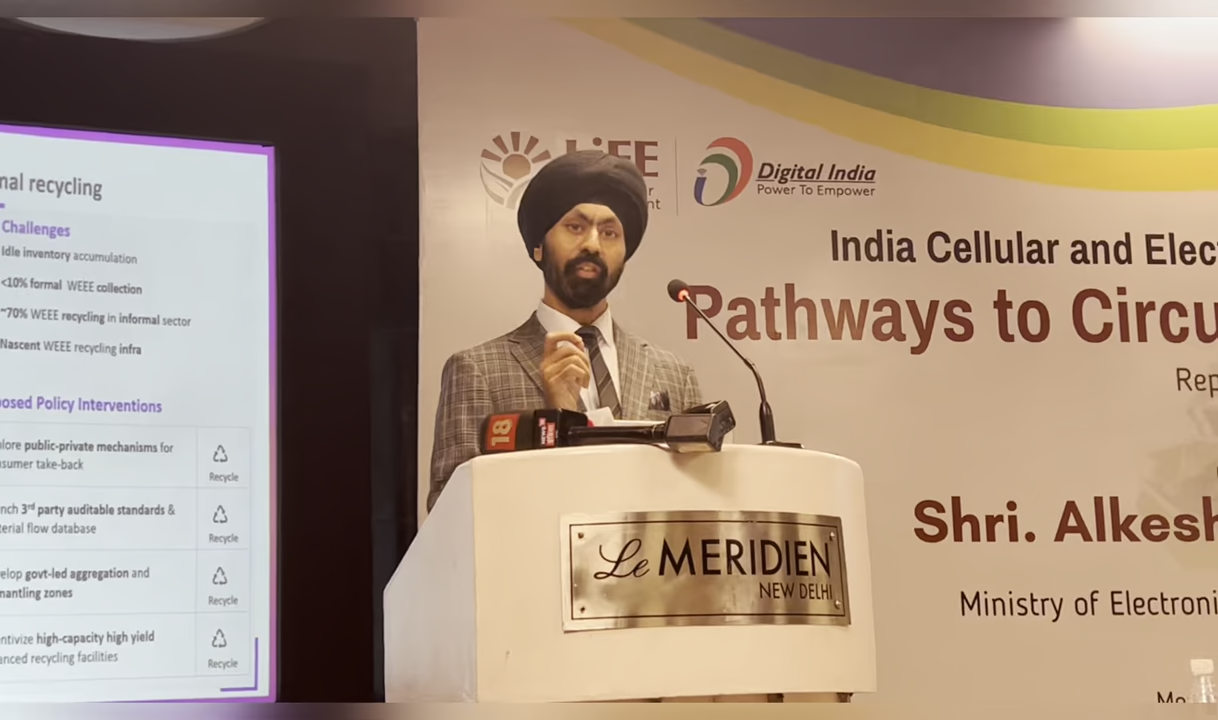 mal recycling
Challenges
Idle inventory accumulation
<10% formal WEEE collection
~70% WEEE recycling in informal sector
Nascent WEEE recycling infra
osed Policy Interventions
lore public-private mechanisms for
sumer take-back
Recycle
nch 3rd party auditable standards &
terial flow database
Recycle
elop govt-led aggregation and
mantling zones
Recycle
ntivize high-capacity high yield
anced recycling facilities
Recycle
Digital India
Power To Empower
India Cellular and Elec
Pathways to Circu
Rep
Shri. Alkesh
Ministry of Electroni
18
Le MERIDIEN
NEW DELHI